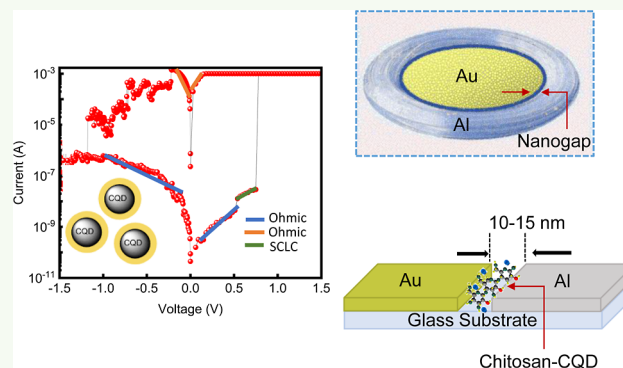 10⁻³
10⁻⁵
10⁻⁷
10⁻⁹
10⁻¹¹
Current (A)
CQD
CQD
CQD
Ohmic
Ohmic
SCLC
-1.5 -1.0 -0.5 0.0 0.5 1.0 1.5
Voltage (V)
Au
Al
Nanogap
10-15 nm
Au
Al
Glass Substrate
Chitosan-CQD